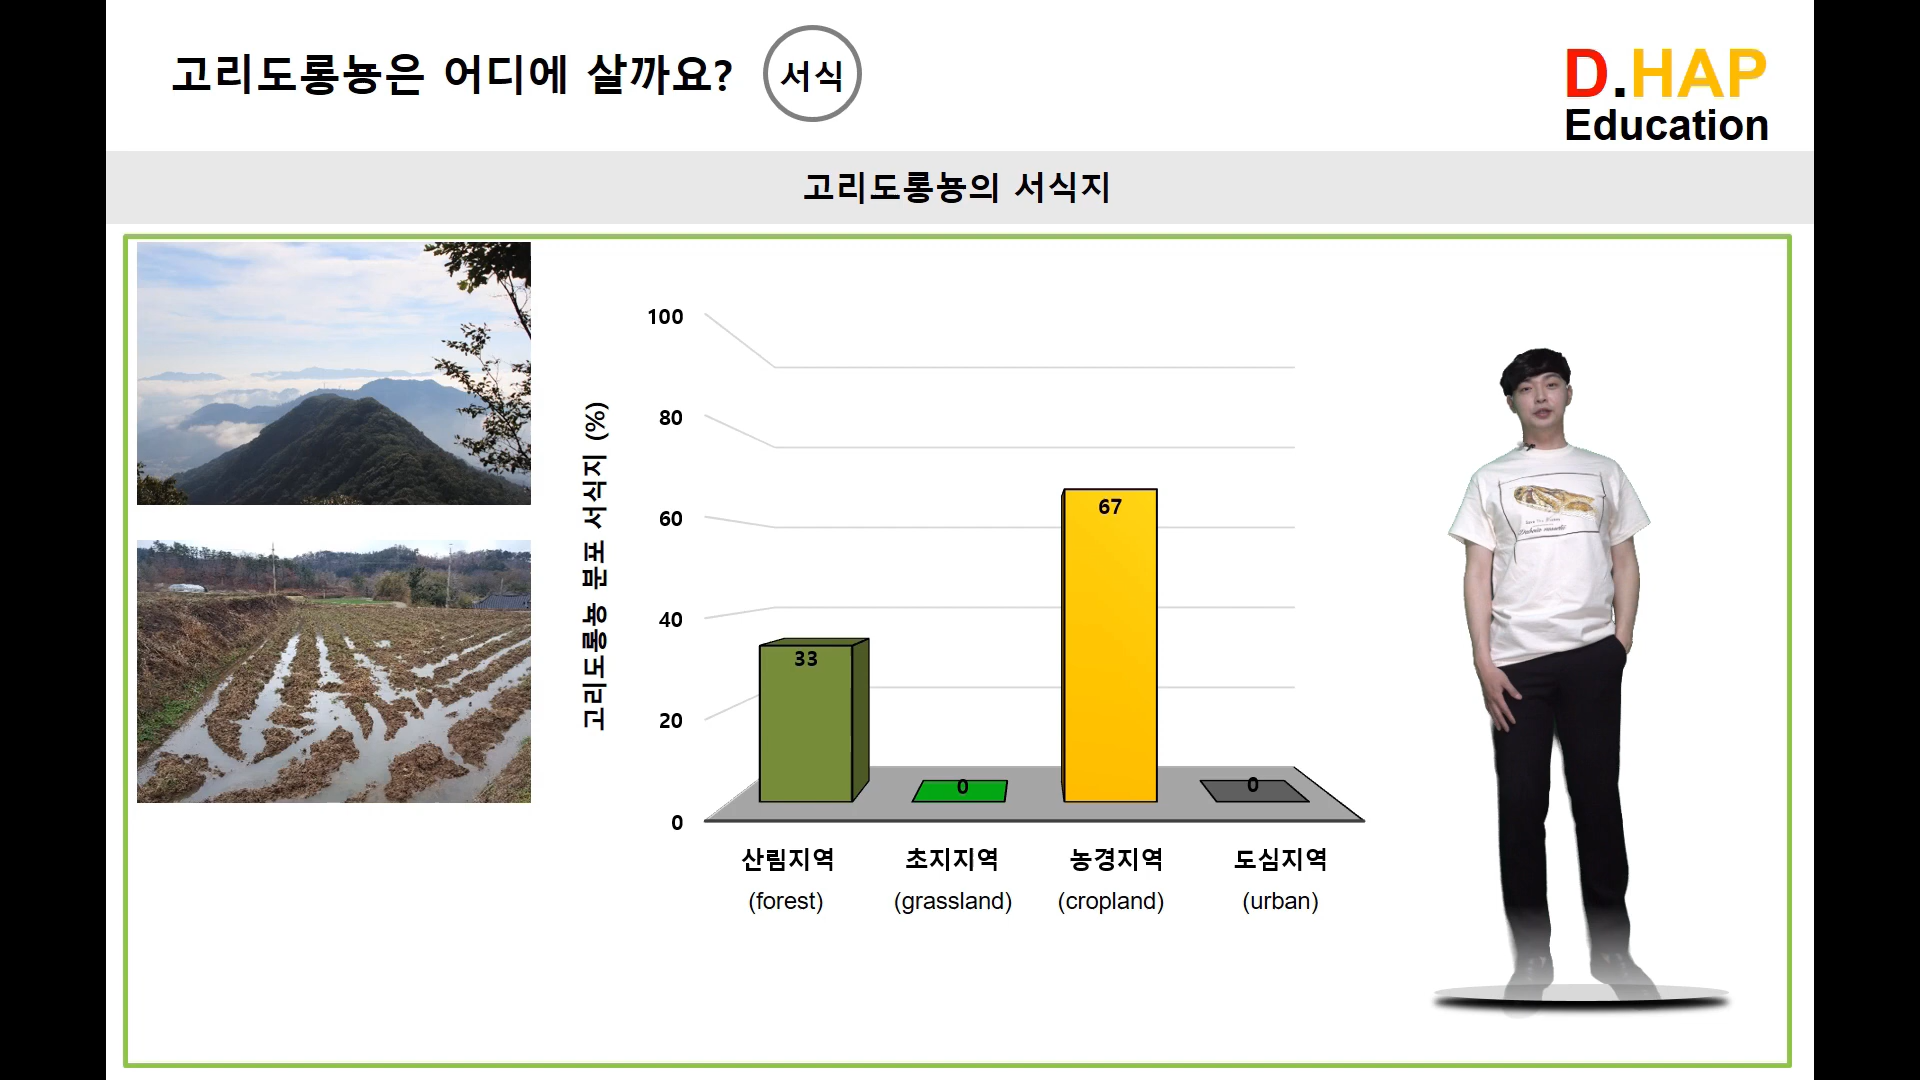 고리도롱뇽은 어디에 살까요?
서식
D.HAP
Education
고리도롱뇽의 서식지
고리도롱뇽 분포 서식지 (%)
100
80
60
40
20
0
33
0
67
0
산림지역
(forest)
초지지역
(grassland)
농경지역
(cropland)
도심지역
(urban)